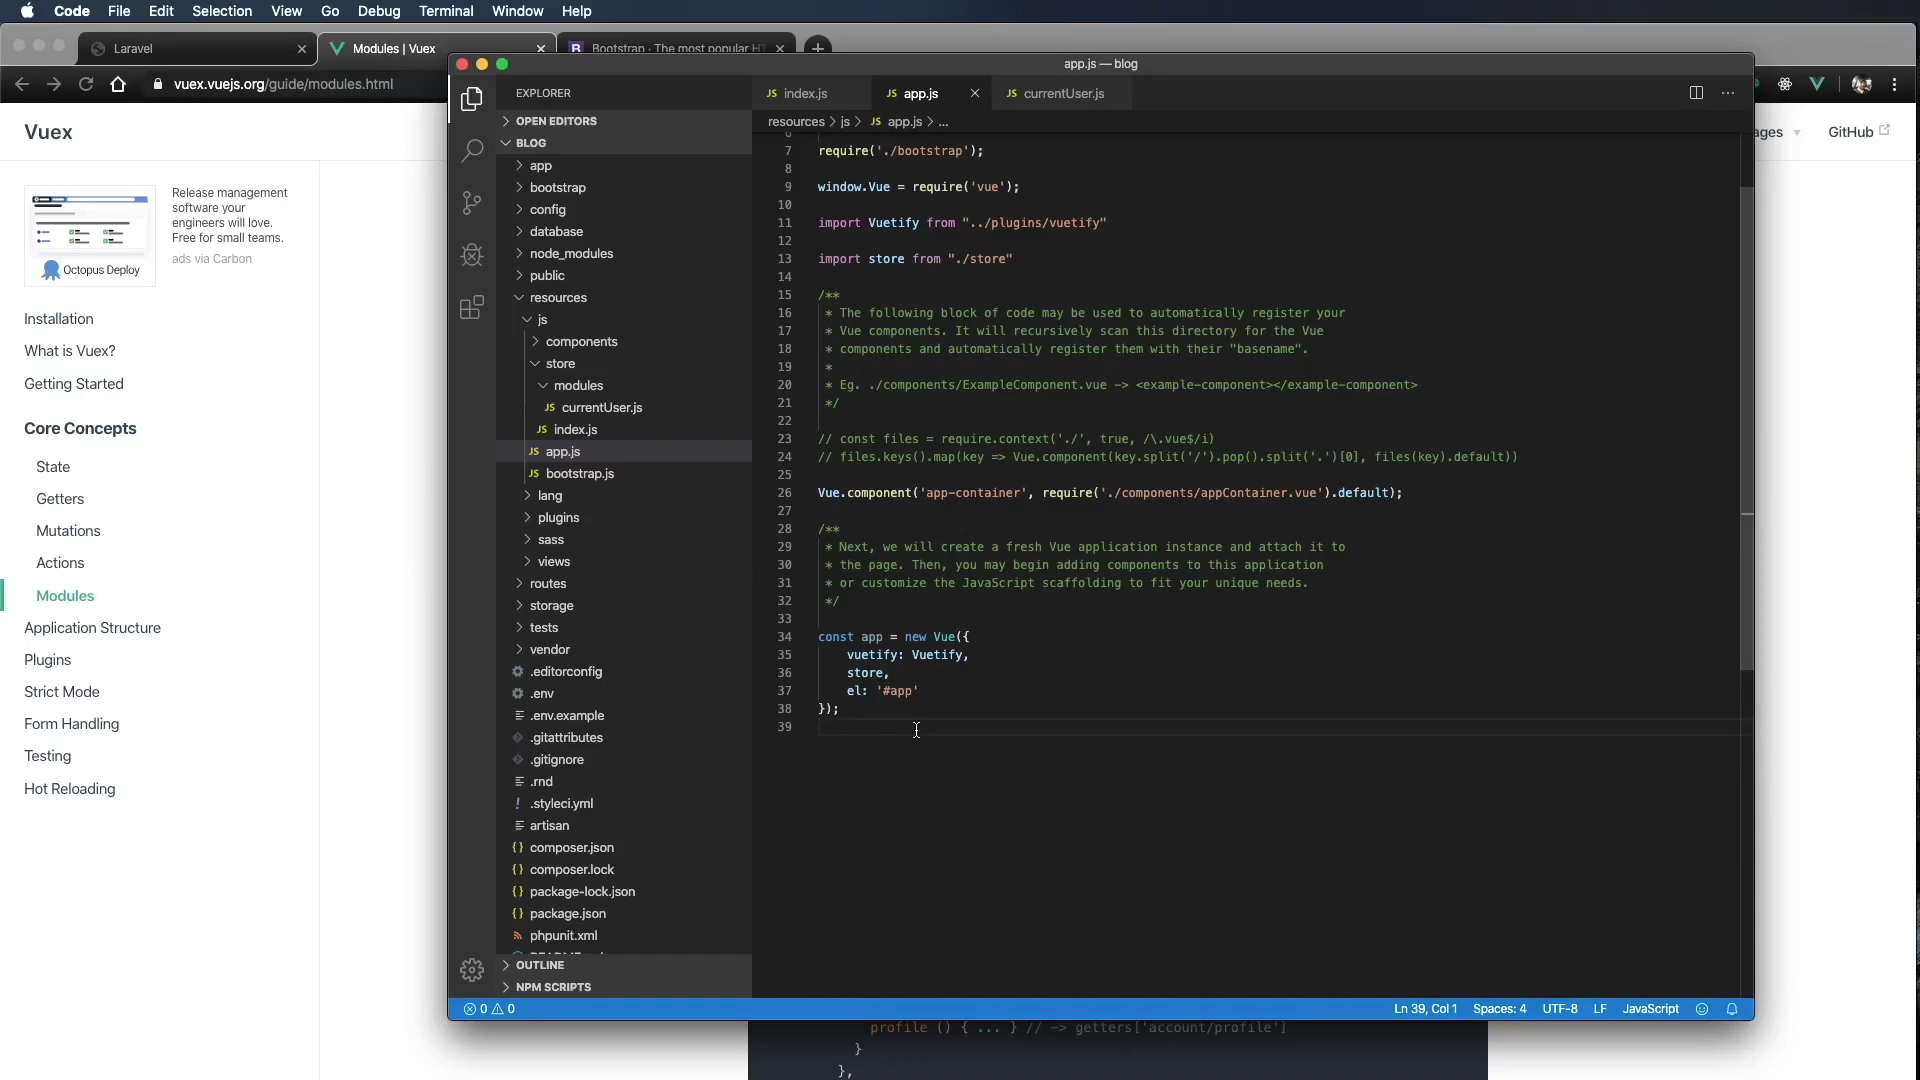 Code File Edit Selection View Go Debug Terminal Window Help
Laravel
Modules | Vuex
Bootstrap · The most popular HT
vuex.vuejs.org/guide/modules.html
Vuex
GitHub
Release management
software your
engineers will love.
Free for small teams.
ads via Carbon
Octopus Deploy
Installation
What is Vuex?
Getting Started
Core Concepts
State
Getters
Mutations
Actions
Modules
Application Structure
Plugins
Strict Mode
Form Handling
Testing
Hot Reloading
app.js — blog
EXPLORER
OPEN EDITORS
BLOG
app
bootstrap
config
database
node_modules
public
resources
js
components
store
modules
JS currentUser.js
JS index.js
JS app.js
JS bootstrap.js
lang
plugins
sass
views
routes
storage
tests
vendor
.editorconfig
.env
.env.example
.gitattributes
.gitignore
.rnd
! .styleci.yml
artisan
{} composer.json
{} composer.lock
{} package-lock.json
{} package.json
phpunit.xml
OUTLINE
NPM SCRIPTS
JS index.js
JS app.js
JS currentUser.js
resources > js > JS app.js > ...
6
7 require('./bootstrap');
8
9 window.Vue = require('vue');
10
11 import Vuetify from "../plugins/vuetify"
12
13 import store from "./store"
14
15 /**
16 * The following block of code may be used to automatically register your
17 * Vue components. It will recursively scan this directory for the Vue
18 * components and automatically register them with their "basename".
19 *
20 * Eg. ./components/ExampleComponent.vue -> <example-component></example-component>
21 */
22
23 // const files = require.context('./', true, /\.vue$/i)
24 // files.keys().map(key => Vue.component(key.split('/').pop().split('.')[0], files(key).default))
25
26 Vue.component('app-container', require('./components/appContainer.vue').default);
27
28 /**
29 * Next, we will create a fresh Vue application instance and attach it to
30 * the page. Then, you may begin adding components to this application
31 * or customize the JavaScript scaffolding to fit your unique needs.
32 */
33
34 const app = new Vue({
35 vuetify: Vuetify,
36 store,
37 el: '#app'
38 });
39
0 0
Ln 39, Col 1 Spaces: 4 UTF-8 LF JavaScript
profile () { ... } // -> getters['account/profile']
}
},